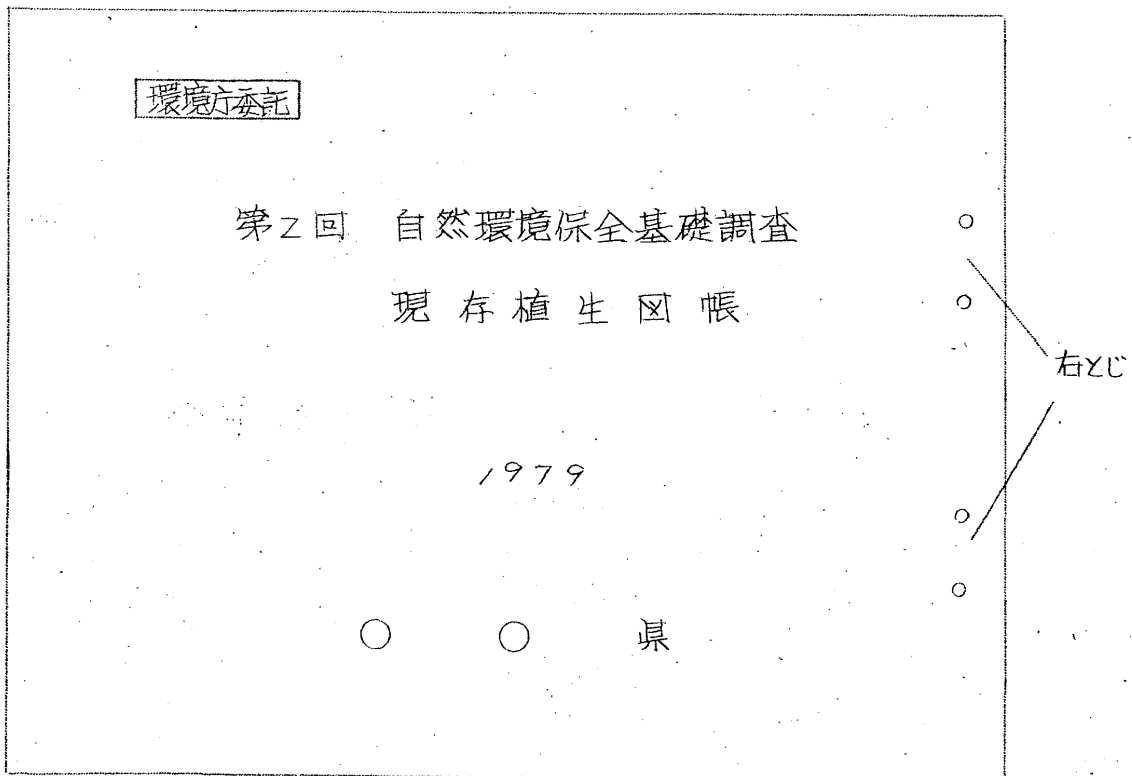 環境庁委託
第2回 自然環境保全基礎調査
現存植生図帳
右とじ
1979
○ ○ 県